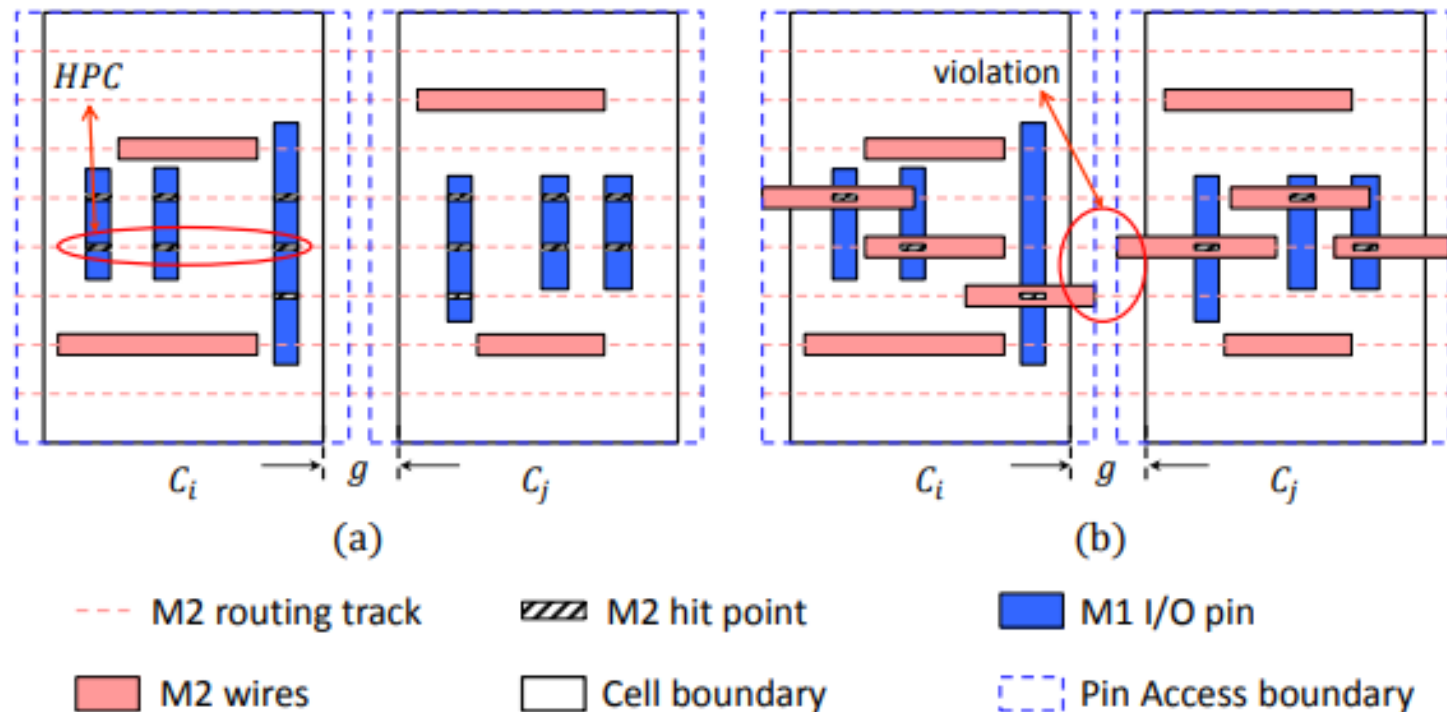 HPC
violation
C_i g C_j C_i g C_j
(a) (b)
M2 routing track M2 hit point M1 I/O pin
M2 wires Cell boundary Pin Access boundary